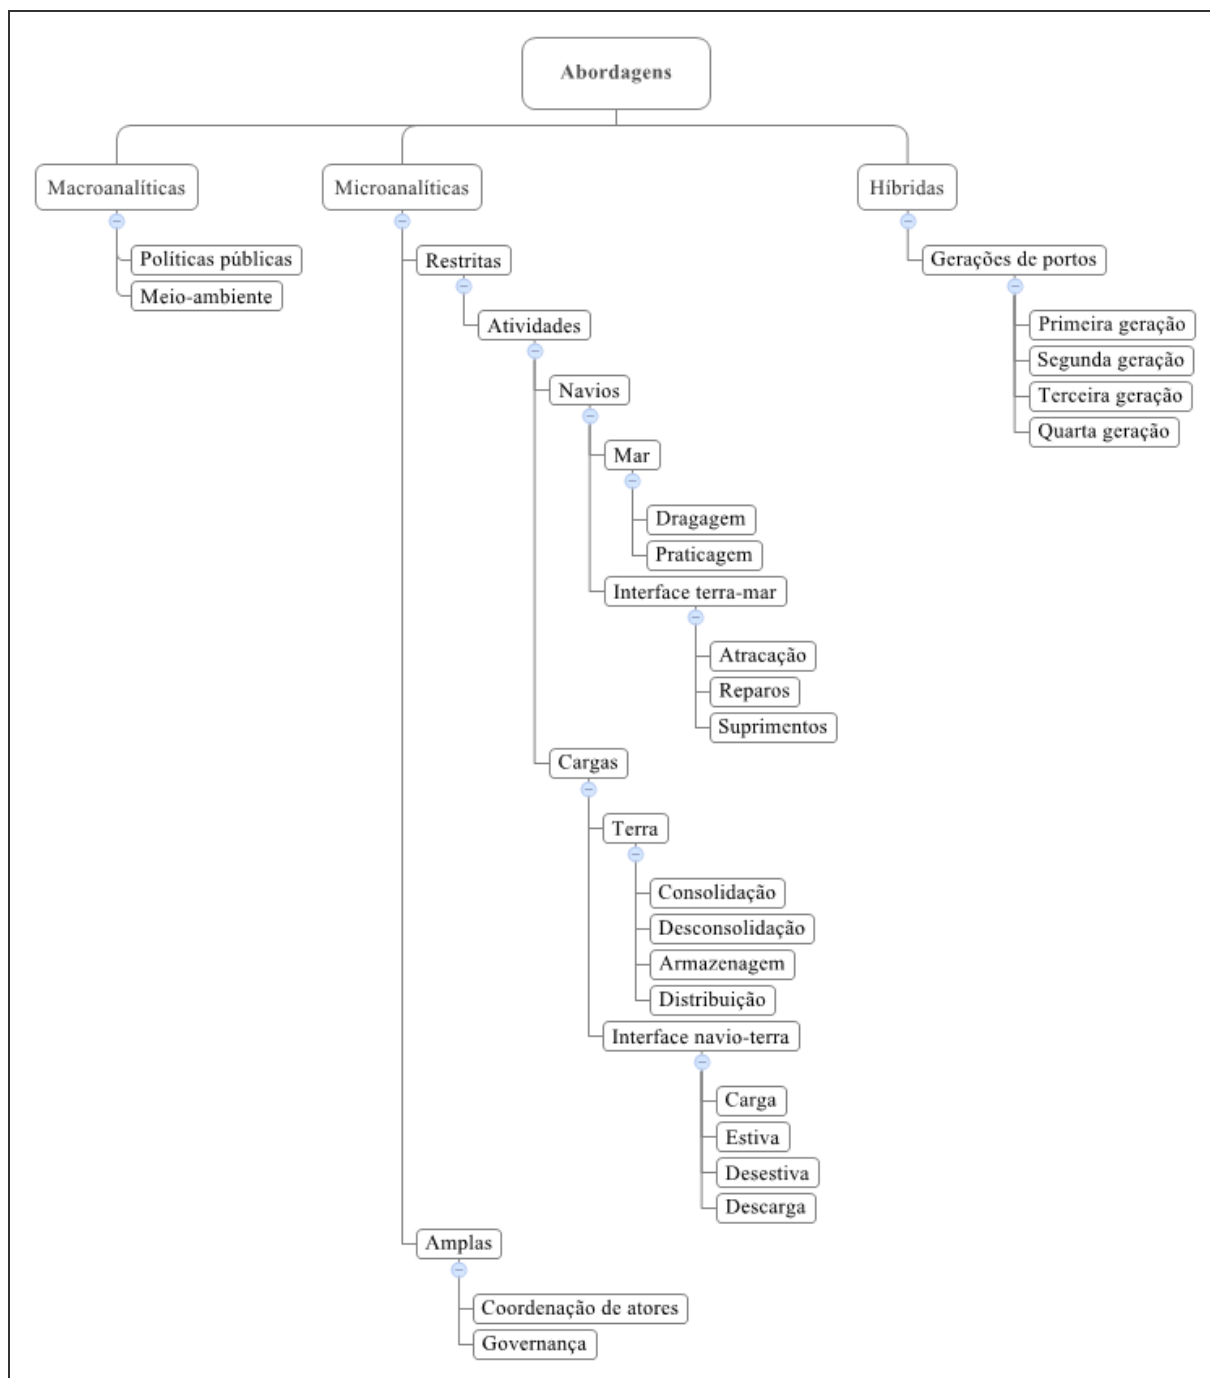 Abordagens
Macroanalíticas
Microanalíticas
Híbridas
Políticas públicas
Meio-ambiente
Restritas
Atividades
Navios
Mar
Dragagem
Praticagem
Interface terra-mar
Atracação
Reparos
Suprimentos
Cargas
Terra
Consolidação
Desconsolidação
Armazenagem
Distribuição
Interface navio-terra
Carga
Estiva
Desestiva
Descarga
Amplas
Coordenação de atores
Governança
Gerações de portos
Primeira geração
Segunda geração
Terceira geração
Quarta geração